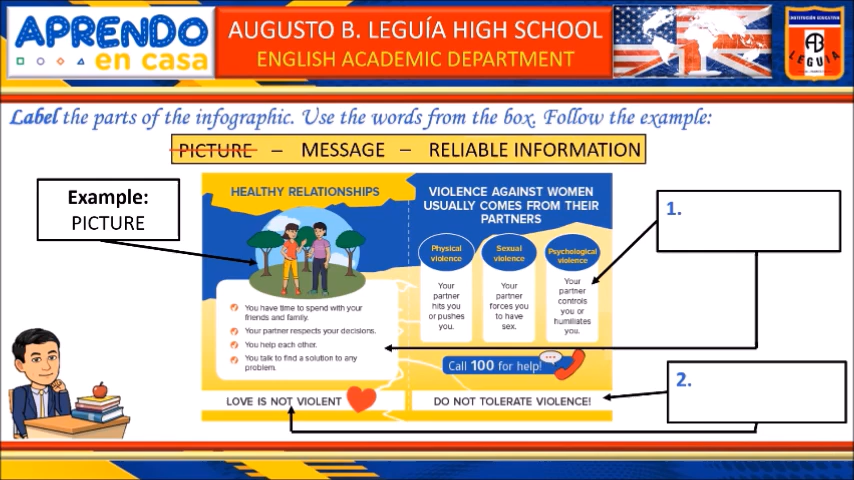 APRENDO
en casa
AUGUSTO B. LEGUÍA HIGH SCHOOL
ENGLISH ACADEMIC DEPARTMENT
INSTITUCIÓN EDUCATIVA
AB
LEGUIA
Label the parts of the infographic. Use the words from the box. Follow the example:
PICTURE – MESSAGE – RELIABLE INFORMATION
Example:
PICTURE
HEALTHY RELATIONSHIPS
You have time to spend with your
friends and family.
Your partner respects your decisions.
You help each other.
You talk to find a solution to any
problem.
LOVE IS NOT VIOLENT
VIOLENCE AGAINST WOMEN
USUALLY COMES FROM THEIR
PARTNERS
Physical
violence
Your
partner
hits you
or pushes
you.
Sexual
violence
Your
partner
forces you
to have
sex.
Psychological
violence
Your
partner
controls
you or
humiliates
you.
Call 100 for help!
DO NOT TOLERATE VIOLENCE!
1.
2.